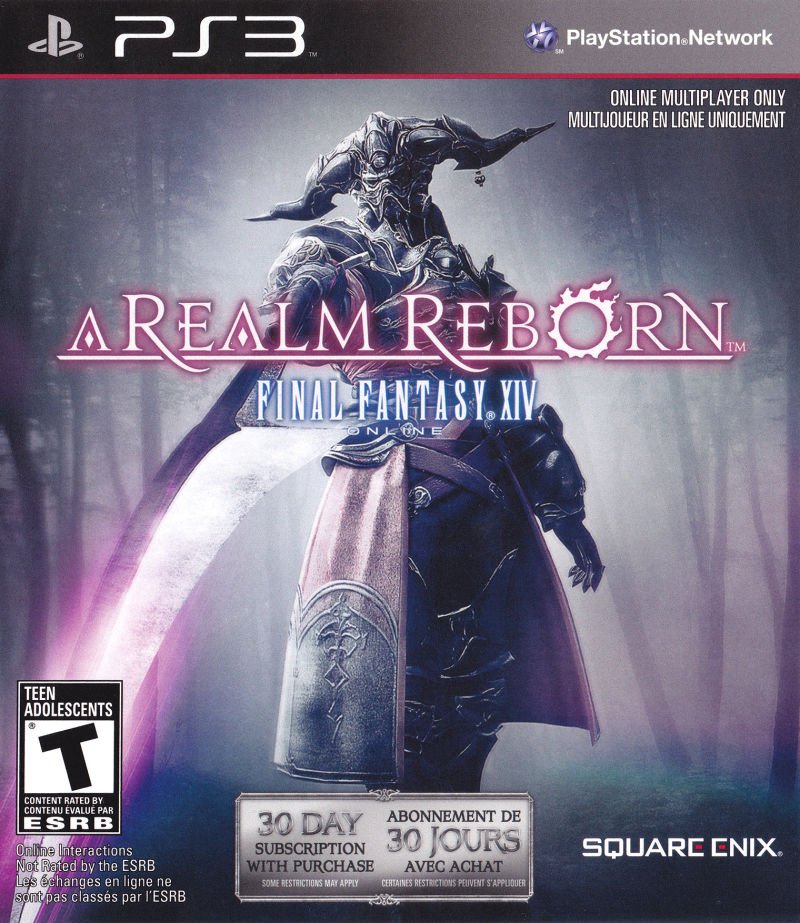 PS3™
PlayStation®Network
SM
ONLINE MULTIPLAYER ONLY
MULTIJOUEUR EN LIGNE UNIQUEMENT
A REALM REBORN™
FINAL FANTASY® XIV
ONLINE
TEEN
ADOLESCENTS
®
T
CONTENT RATED BY
CONTENU ÉVALUÉ PAR
ESRB
Online Interactions
Not Rated by the ESRB
Les échanges en ligne ne
sont pas classés par l'ESRB
30 DAY
SUBSCRIPTION
WITH PURCHASE
SOME RESTRICTIONS MAY APPLY
ABONNEMENT DE
30 JOURS
AVEC ACHAT
CERTAINES RESTRICTIONS PEUVENT S'APPLIQUER
SQUARE ENIX®